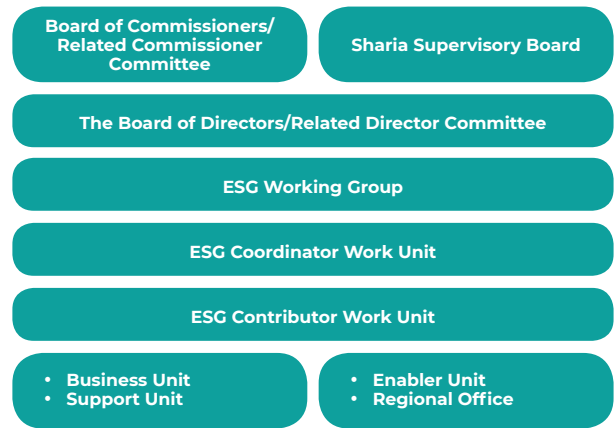 Board of Commissioners/
Related Commissioner
Committee
Sharia Supervisory Board
The Board of Directors/Related Director Committee
ESG Working Group
ESG Coordinator Work Unit
ESG Contributor Work Unit
• Business Unit
• Support Unit
• Enabler Unit
• Regional Office